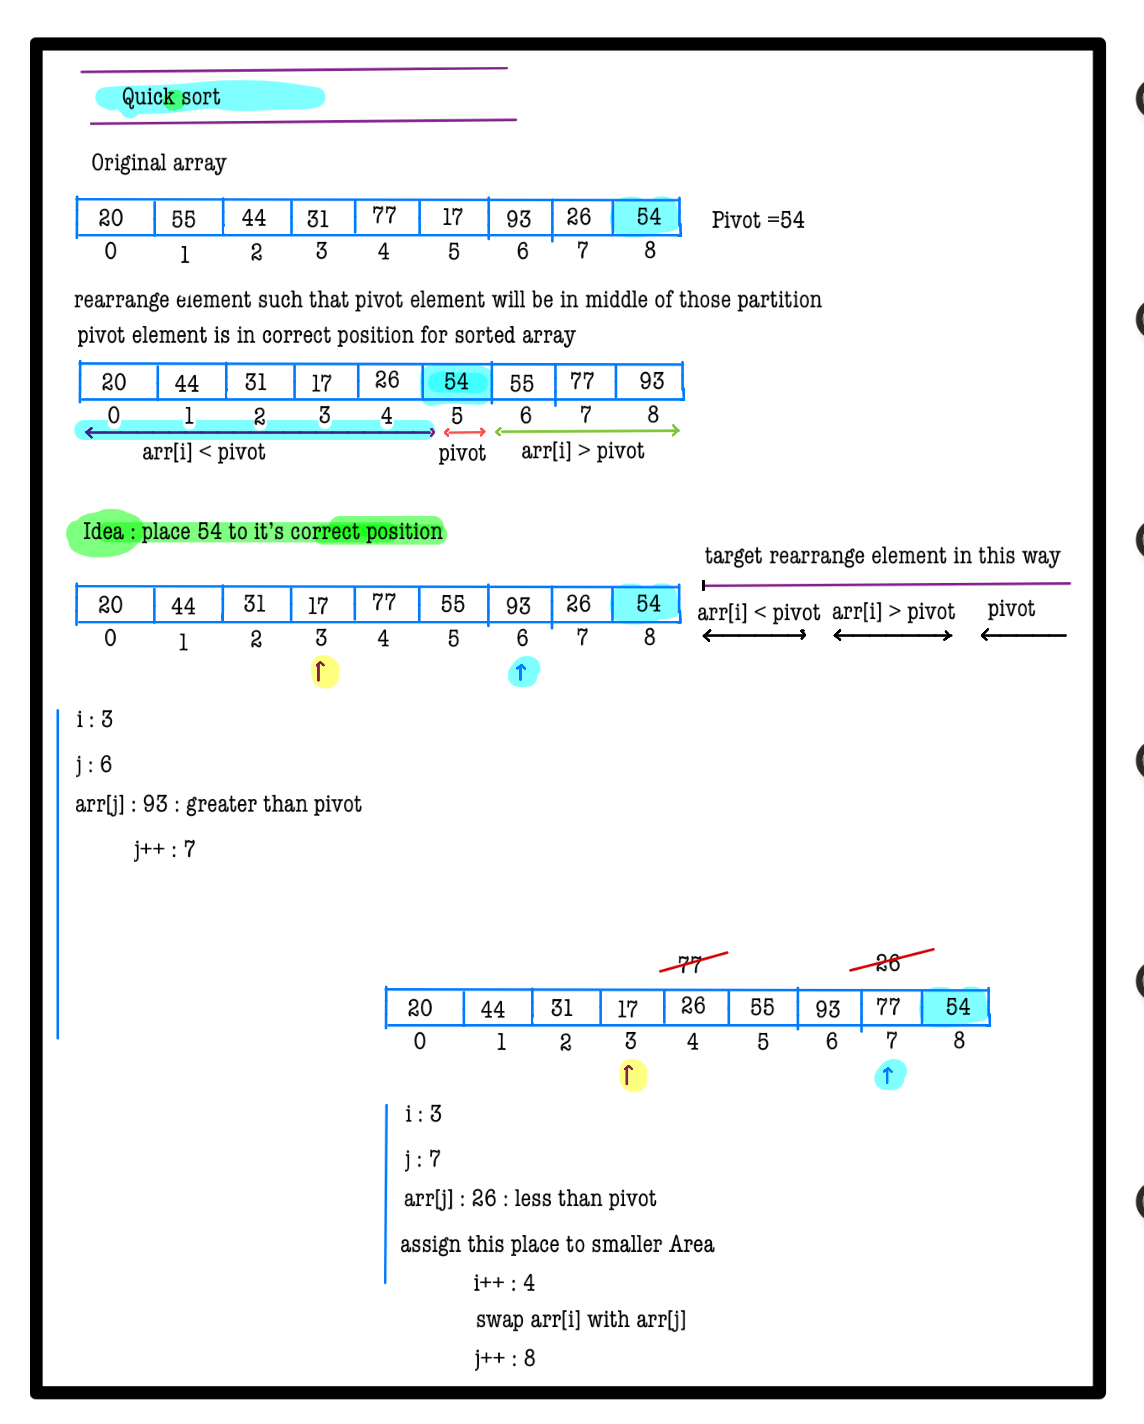 Quick sort
Original array
20 55 44 31 77 17 93 26 54 Pivot =54
0 1 2 3 4 5 6 7 8
rearrange element such that pivot element will be in middle of those partition
pivot element is in correct position for sorted array
20 44 31 17 26 54 55 77 93
0 1 2 3 4 5 6 7 8
arr[i] < pivot pivot arr[i] > pivot
Idea : place 54 to it's correct position
target rearrange element in this way
20 44 31 17 77 55 93 26 54
arr[i] < pivot arr[i] > pivot pivot
0 1 2 3 4 5 6 7 8
↑ ↑
i : 3
j : 6
arr[j] : 93 : greater than pivot
j++ : 7
77 26
20 44 31 17 26 55 93 77 54
0 1 2 3 4 5 6 7 8
↑ ↑
i : 3
j : 7
arr[j] : 26 : less than pivot
assign this place to smaller Area
i++ : 4
swap arr[i] with arr[j]
j++ : 8